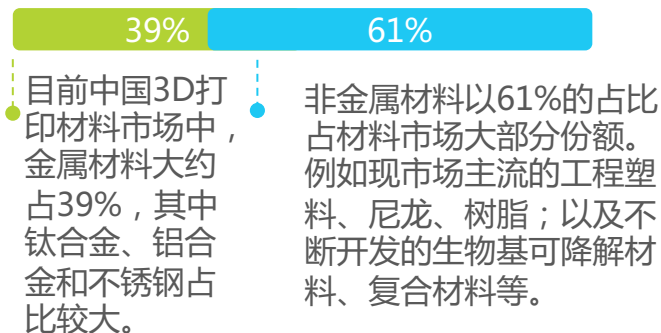 39%
61%
目前中国3D打
印材料市场中，
金属材料大约
占39%，其中
钛合金、铝合
金和不锈钢占
比较大。
非金属材料以61%的占比
占材料市场大部分份额。
例如现市场主流的工程塑
料、尼龙、树脂；以及不
断开发的生物基可降解材
料、复合材料等。